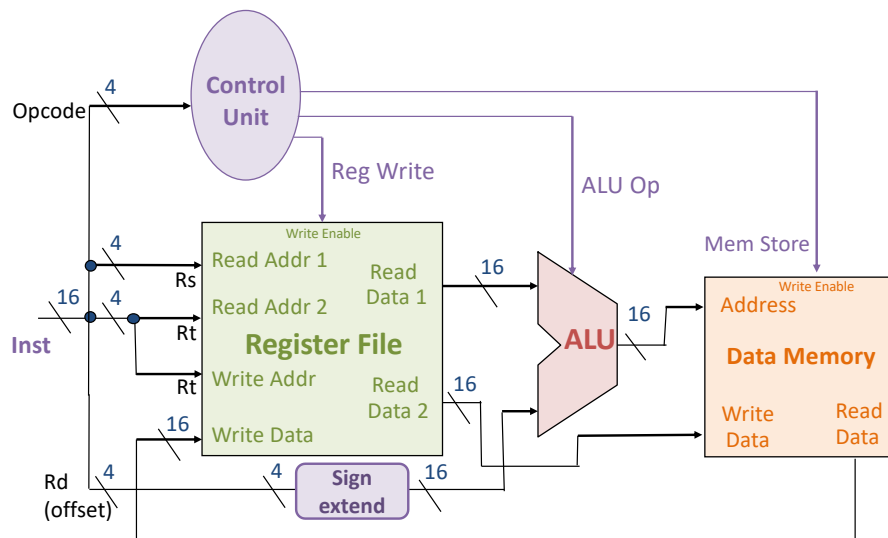 4
Control
Unit
Opcode
Reg Write
ALU Op
Write Enable
4
Read Addr 1
Rs
Read
Data 1
16
Mem Store
16
4
Read Addr 2
Rt
Inst
Register File
ALU
16
Write Enable
Address
Data Memory
Rt
Write Addr
Read
Data 2
16
16
Write Data
Write
Data
Read
Data
Rd
(offset)
4
4
Sign
extend
16